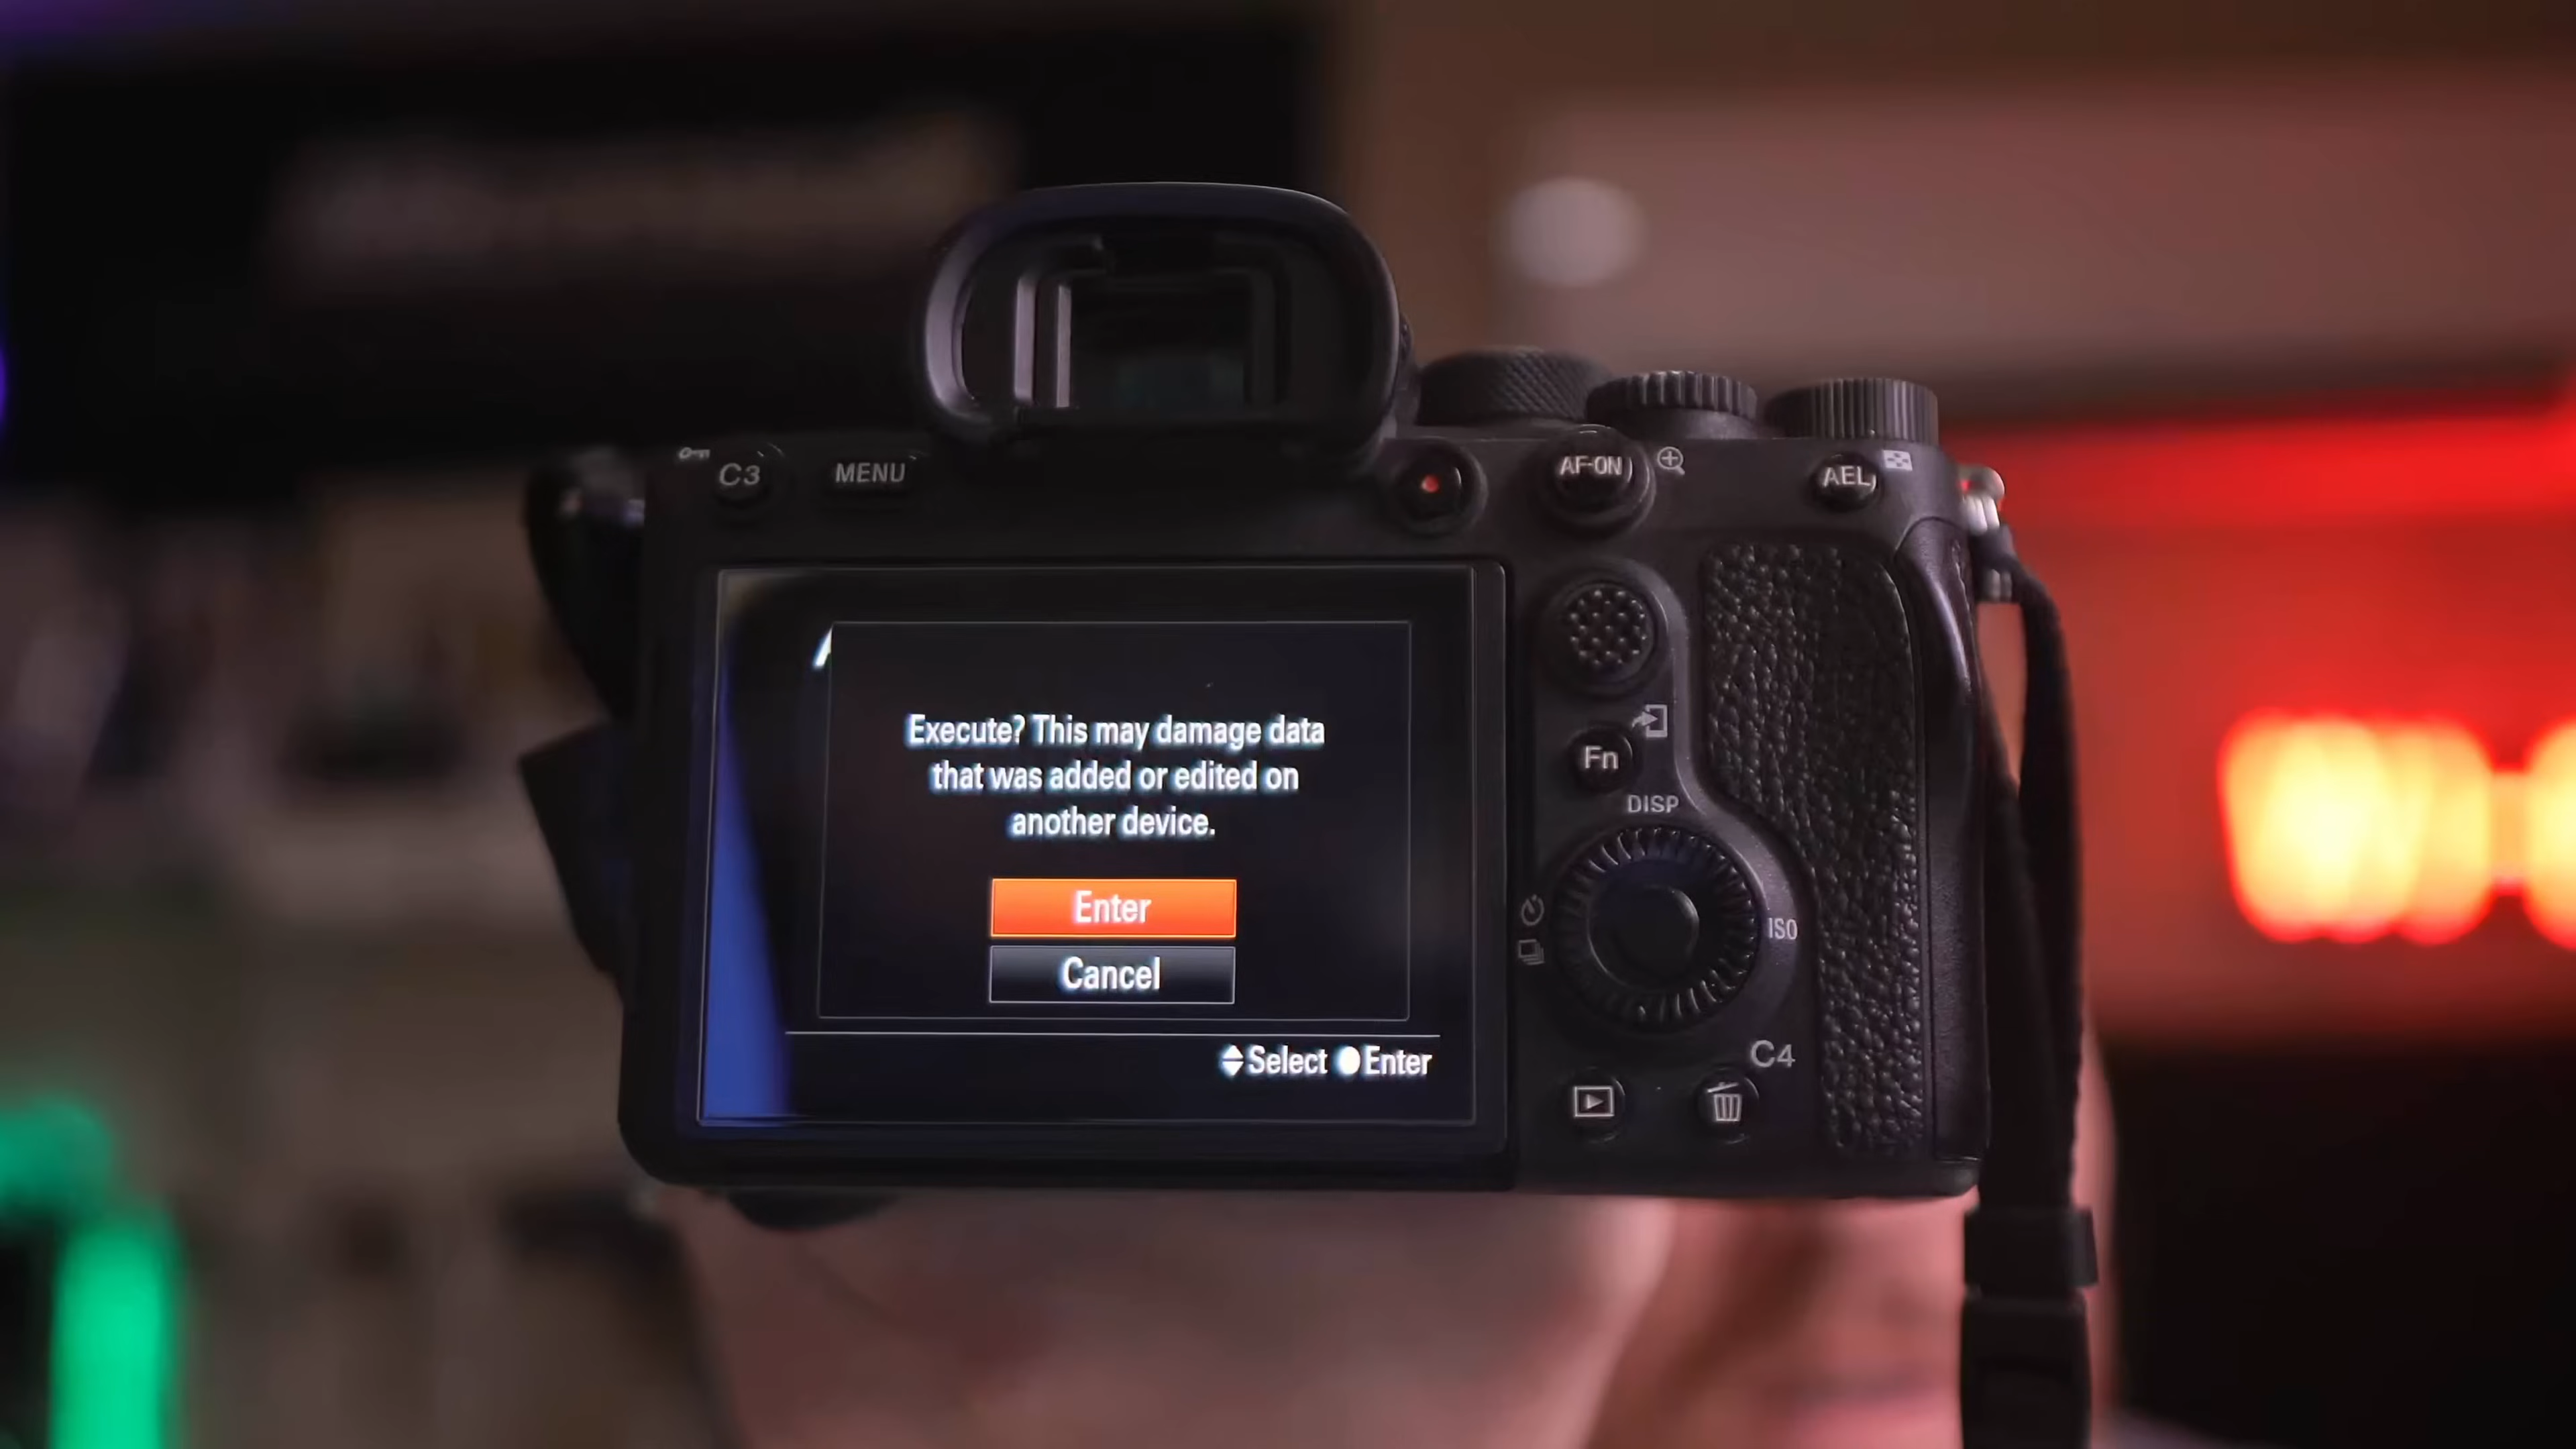 C3
MENU
AF-ON
AEL
Execute? This may damage data
that was added or edited on
another device.
Enter
Cancel
Select Enter
Fn
DISP
ISO
C4